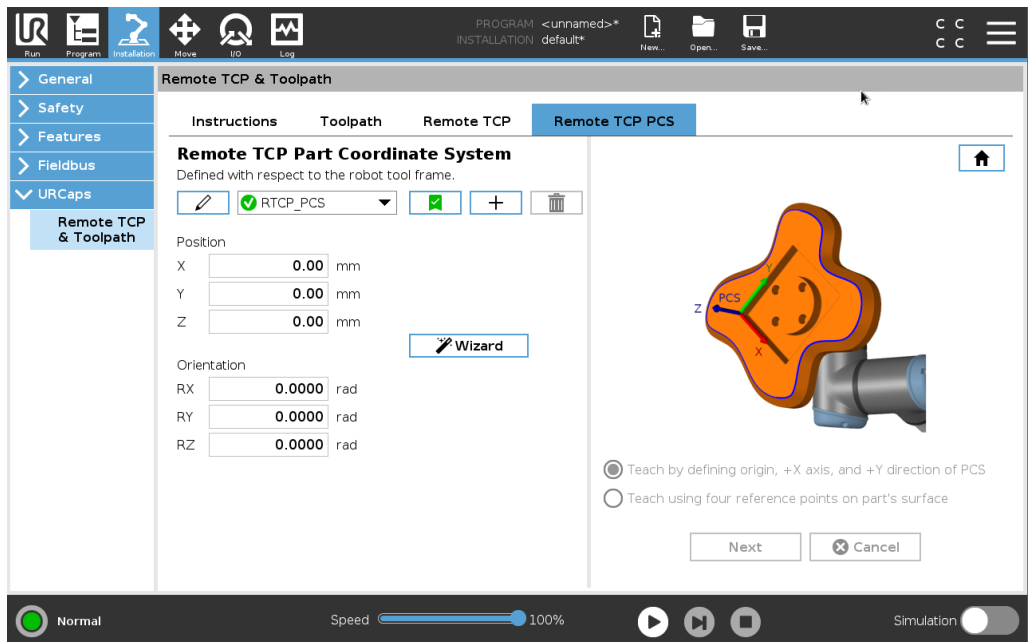 PROGRAM <unnamed>*
INSTALLATION default*
C C
C C
Run Program Installation Move I/O Log New... Open... Save...
General
Safety
Features
Fieldbus
URCaps
Remote TCP
& Toolpath
Remote TCP & Toolpath
Instructions Toolpath Remote TCP Remote TCP PCS
Remote TCP Part Coordinate System
Defined with respect to the robot tool frame.
RTCP_PCS
Position
X 0.00 mm
Y 0.00 mm
Z 0.00 mm
Wizard
Orientation
RX 0.0000 rad
RY 0.0000 rad
RZ 0.0000 rad
Y
PCS
Z
X
Teach by defining origin, +X axis, and +Y direction of PCS
Teach using four reference points on part's surface
Next Cancel
Normal Speed 100% Simulation